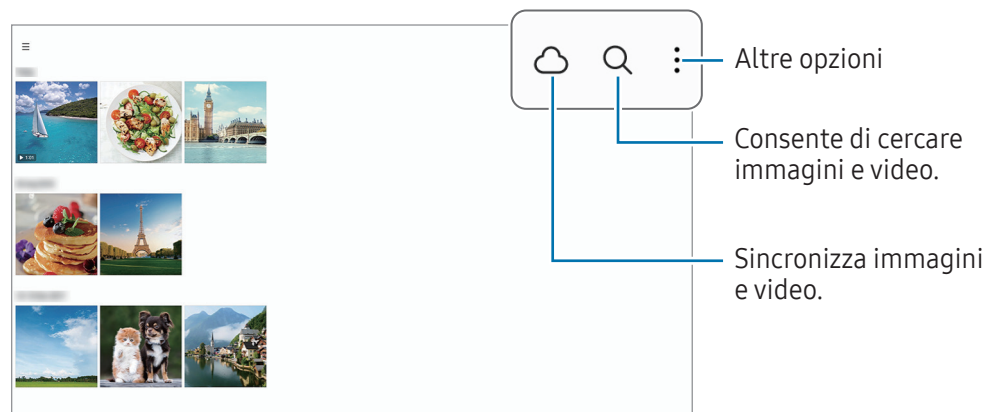 Altre opzioni
Consente di cercare
immagini e video.
Sincronizza immagini
e video.